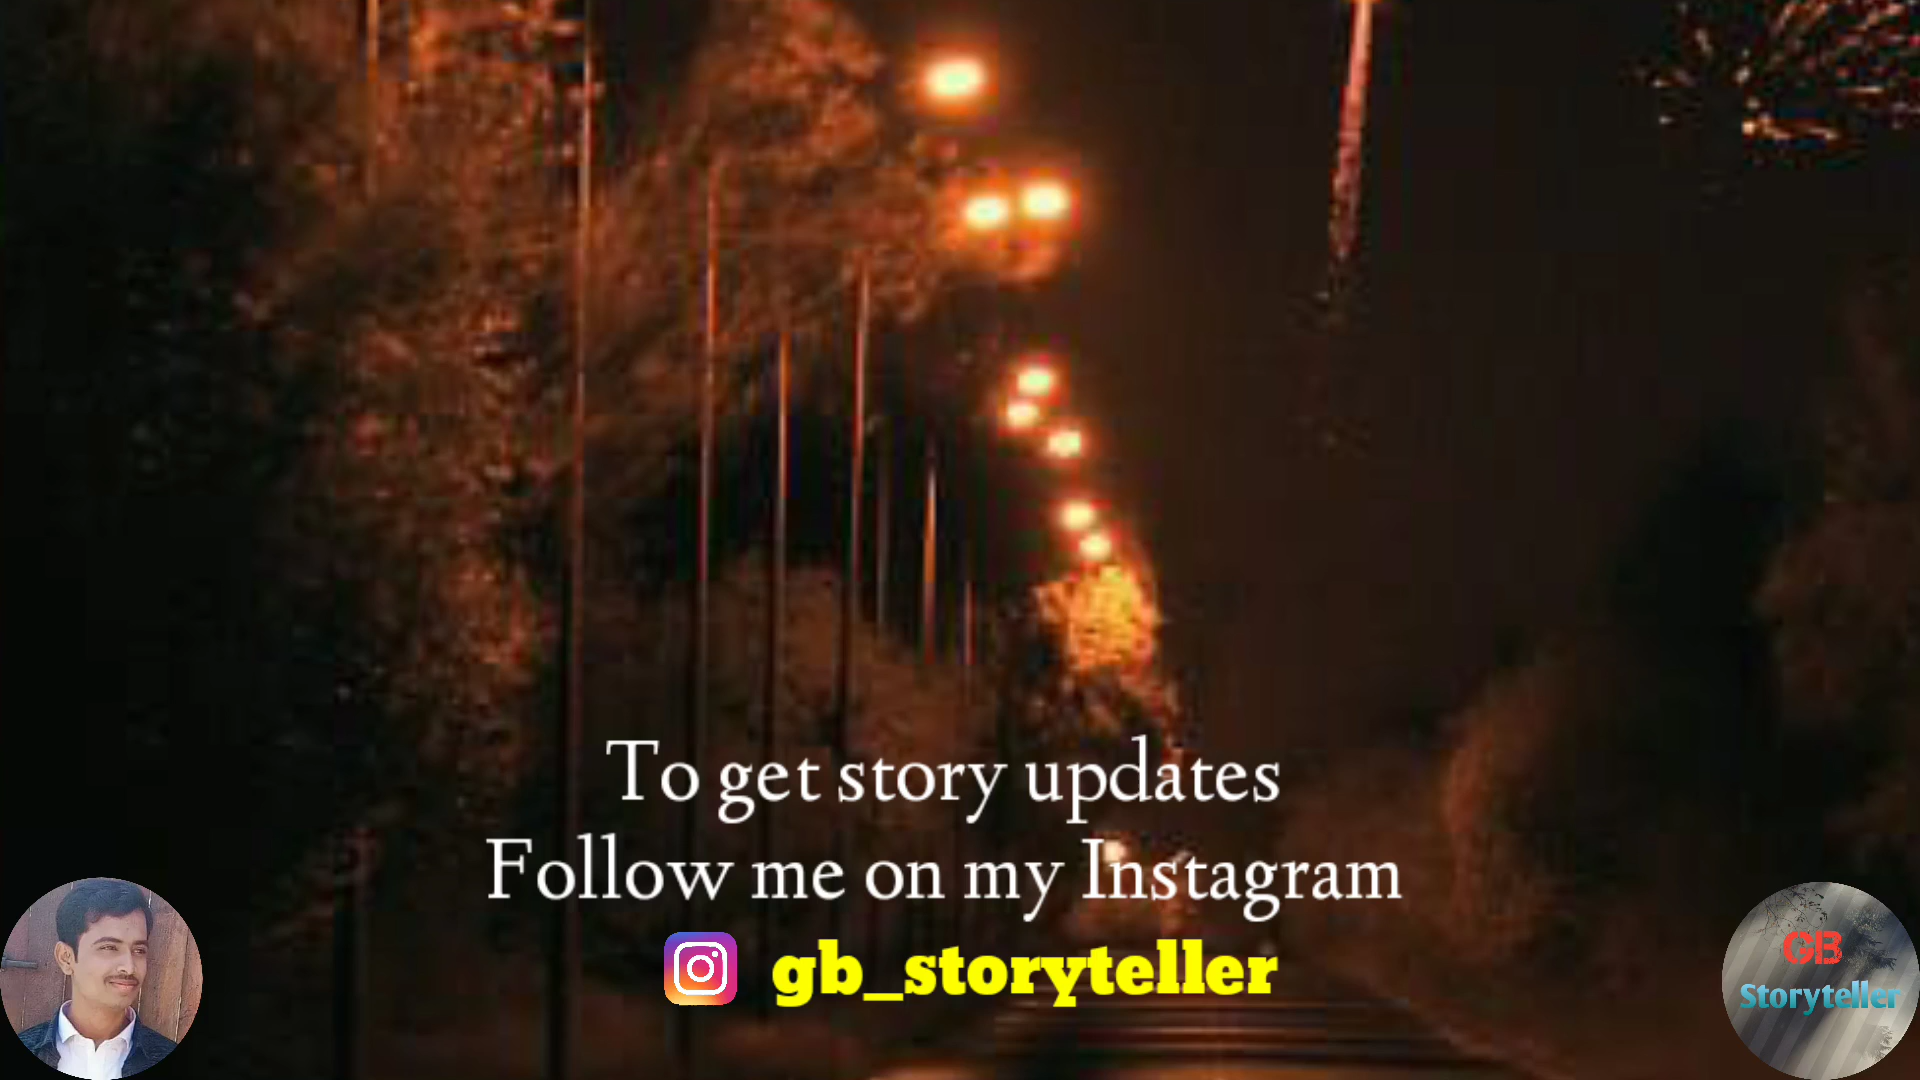 To get story updates
Follow me on my Instagram
gb_storyteller
GB
Storyteller